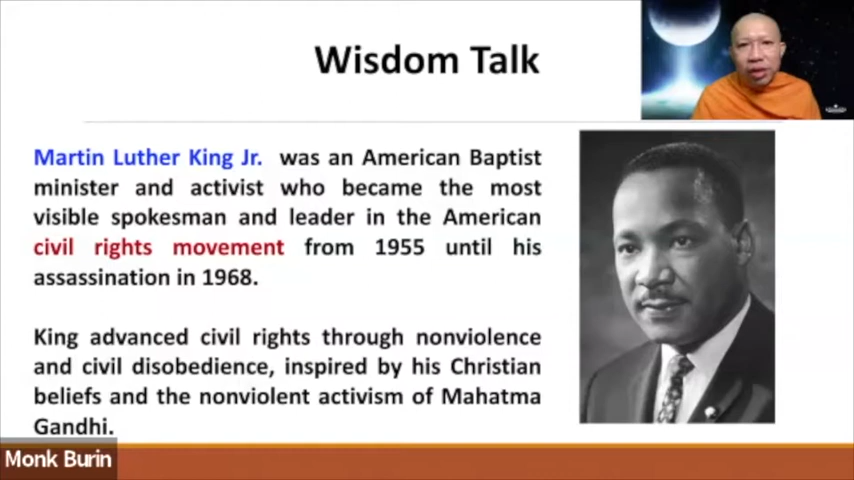 Wisdom Talk
Martin Luther King Jr. was an American Baptist
minister and activist who became the most
visible spokesman and leader in the American
civil rights movement from 1955 until his
assassination in 1968.
King advanced civil rights through nonviolence
and civil disobedience, inspired by his Christian
beliefs and the nonviolent activism of Mahatma
Gandhi.
Monk Burin